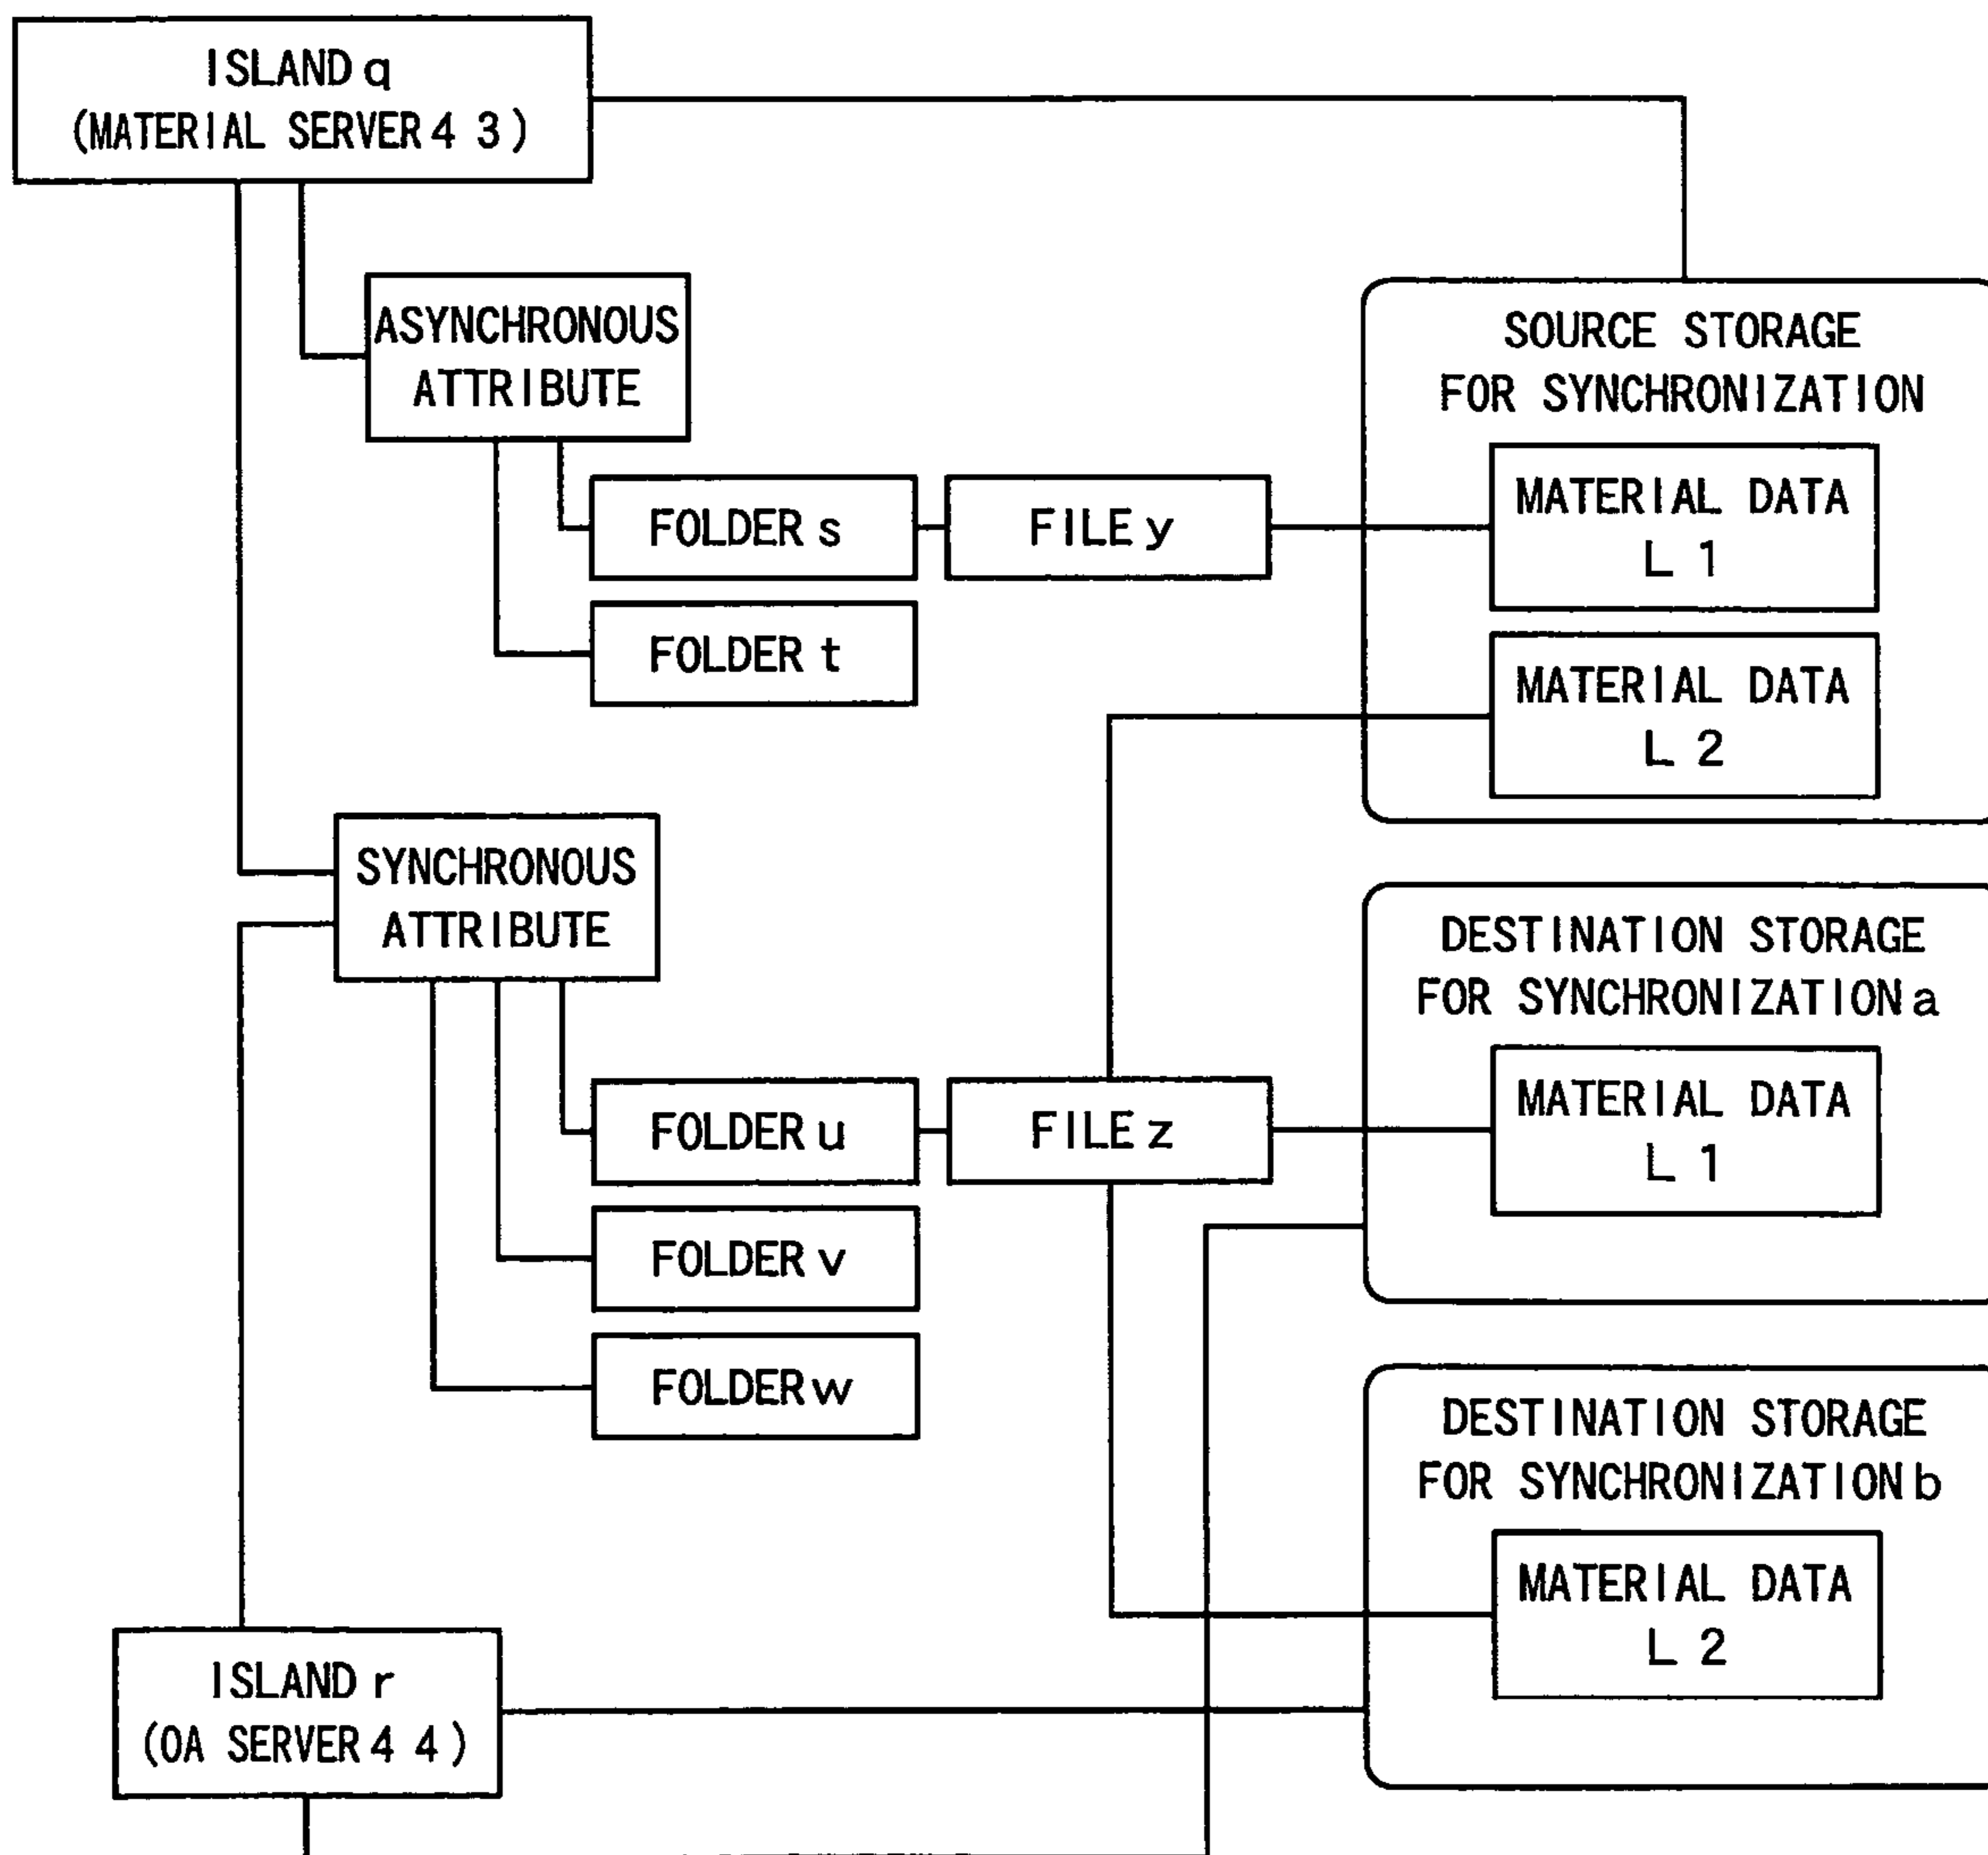 ISLAND q
(MATERIAL SERVER 4 3)
ASYNCHRONOUS
ATTRIBUTE
SOURCE STORAGE
FOR SYNCHRONIZATION
MATERIAL DATA
L 1
FOLDER s
FILE y
FOLDER t
MATERIAL DATA
L 2
SYNCHRONOUS
ATTRIBUTE
DESTINATION STORAGE
FOR SYNCHRONIZATION a
MATERIAL DATA
L 1
FOLDER u
FILE z
FOLDER v
FOLDER w
DESTINATION STORAGE
FOR SYNCHRONIZATION b
MATERIAL DATA
L 2
ISLAND r
(OA SERVER 4 4)